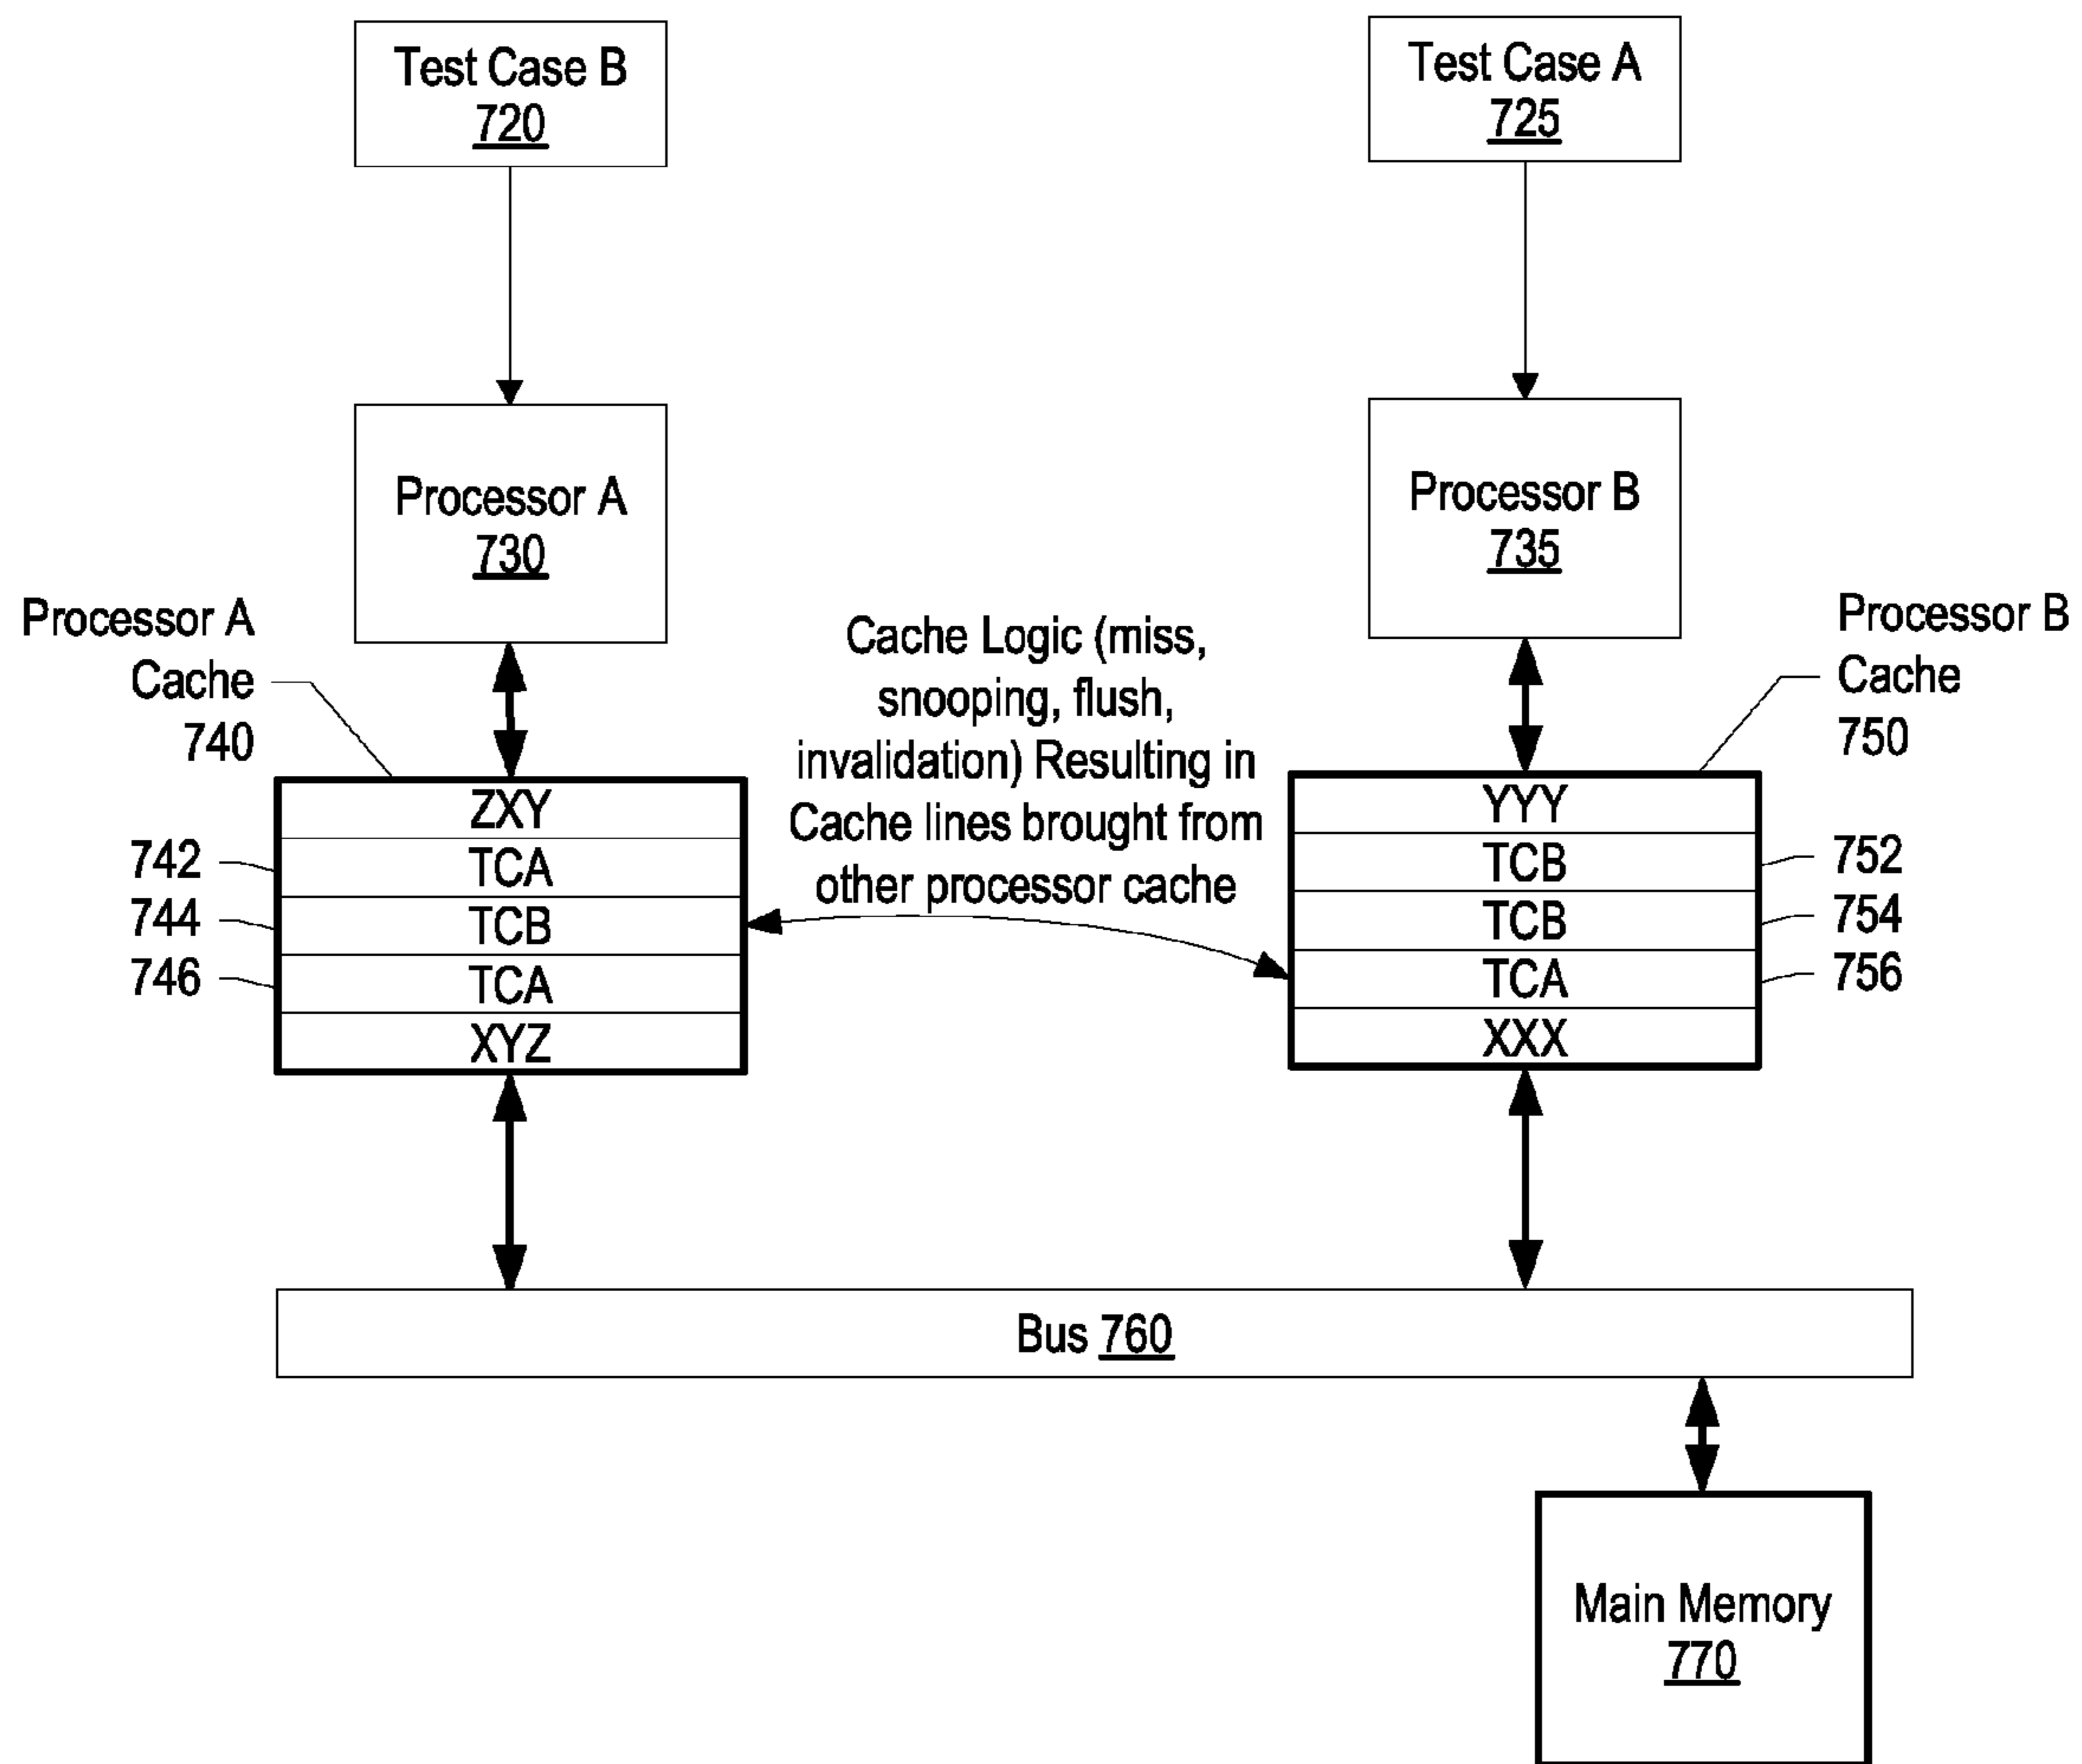 Test Case B
720
Test Case A
725
Processor A
730
Processor B
735
Processor A
Cache
740
Cache Logic (miss,
snooping, flush,
invalidation) Resulting in
Cache lines brought from
other processor cache
Processor B
Cache
750
ZXY
742
TCA
744
TCB
746
TCA
XYZ
YYY
TCB
752
TCB
754
TCA
756
XXX
Bus 760
Main Memory
770